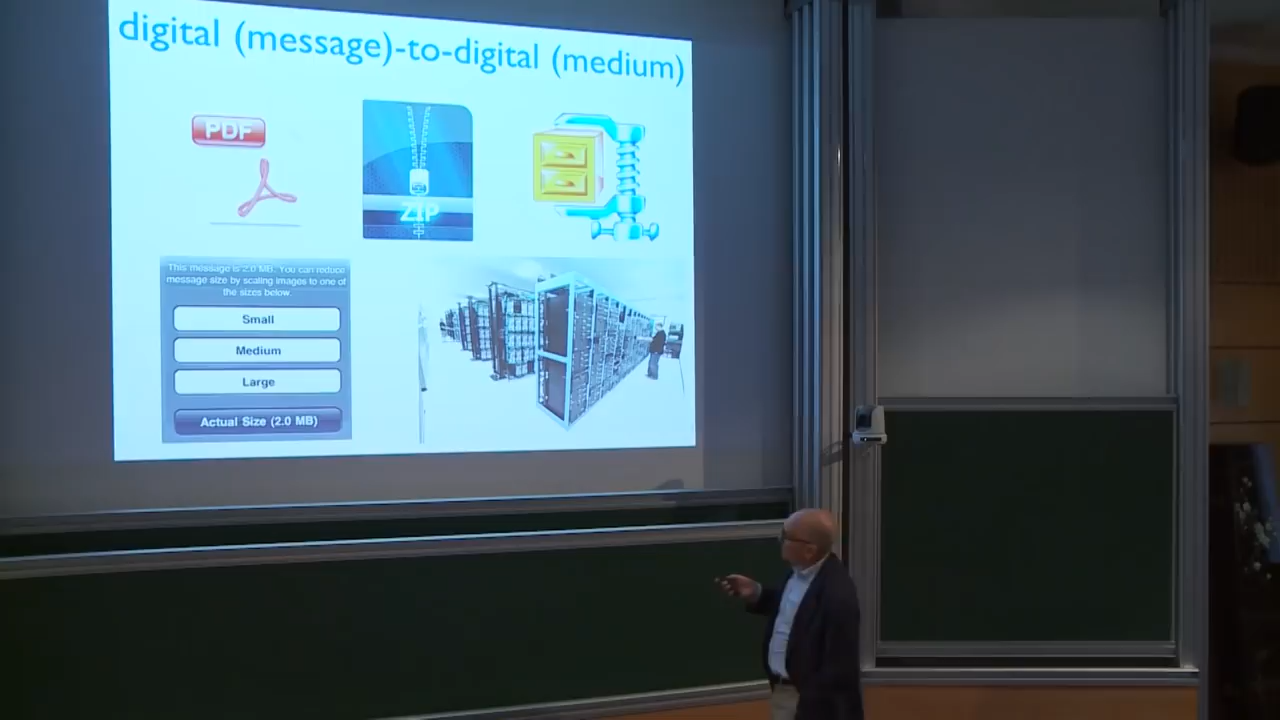 digital (message)-to-digital (medium)
PDF
ZIP
This message is 2.0 MB. You can reduce
message size by scaling images to one of
the sizes below.
Small
Medium
Large
Actual Size (2.0 MB)